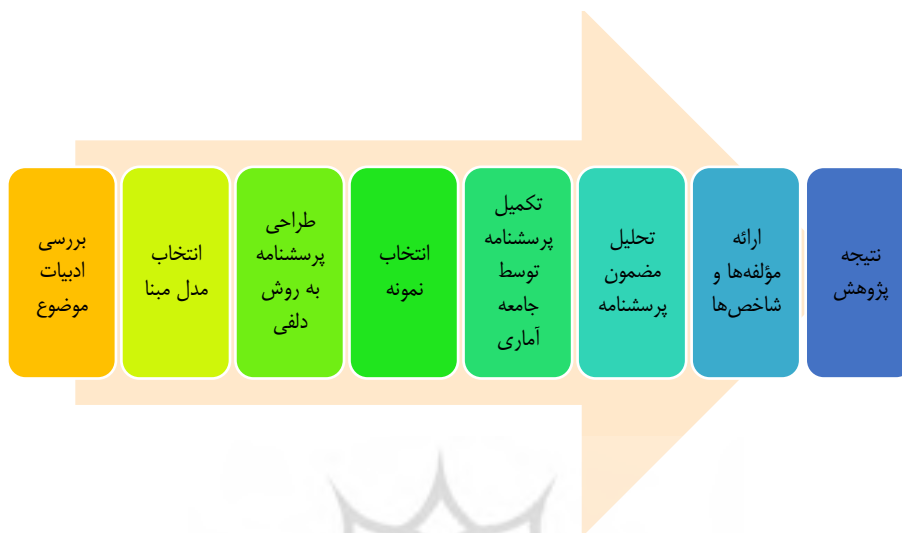 بررسی
ادبیات
موضوع
انتخاب
مدل مبنا
طراحی
پرسشنامه
به روش
دلفی
انتخاب
نمونه
تکمیل
پرسشنامه
توسط
جامعه
آماری
تحلیل
مضمون
پرسشنامه
ارائه
مؤلفه‌ها و
شاخص‌ها
نتیجه
پژوهش